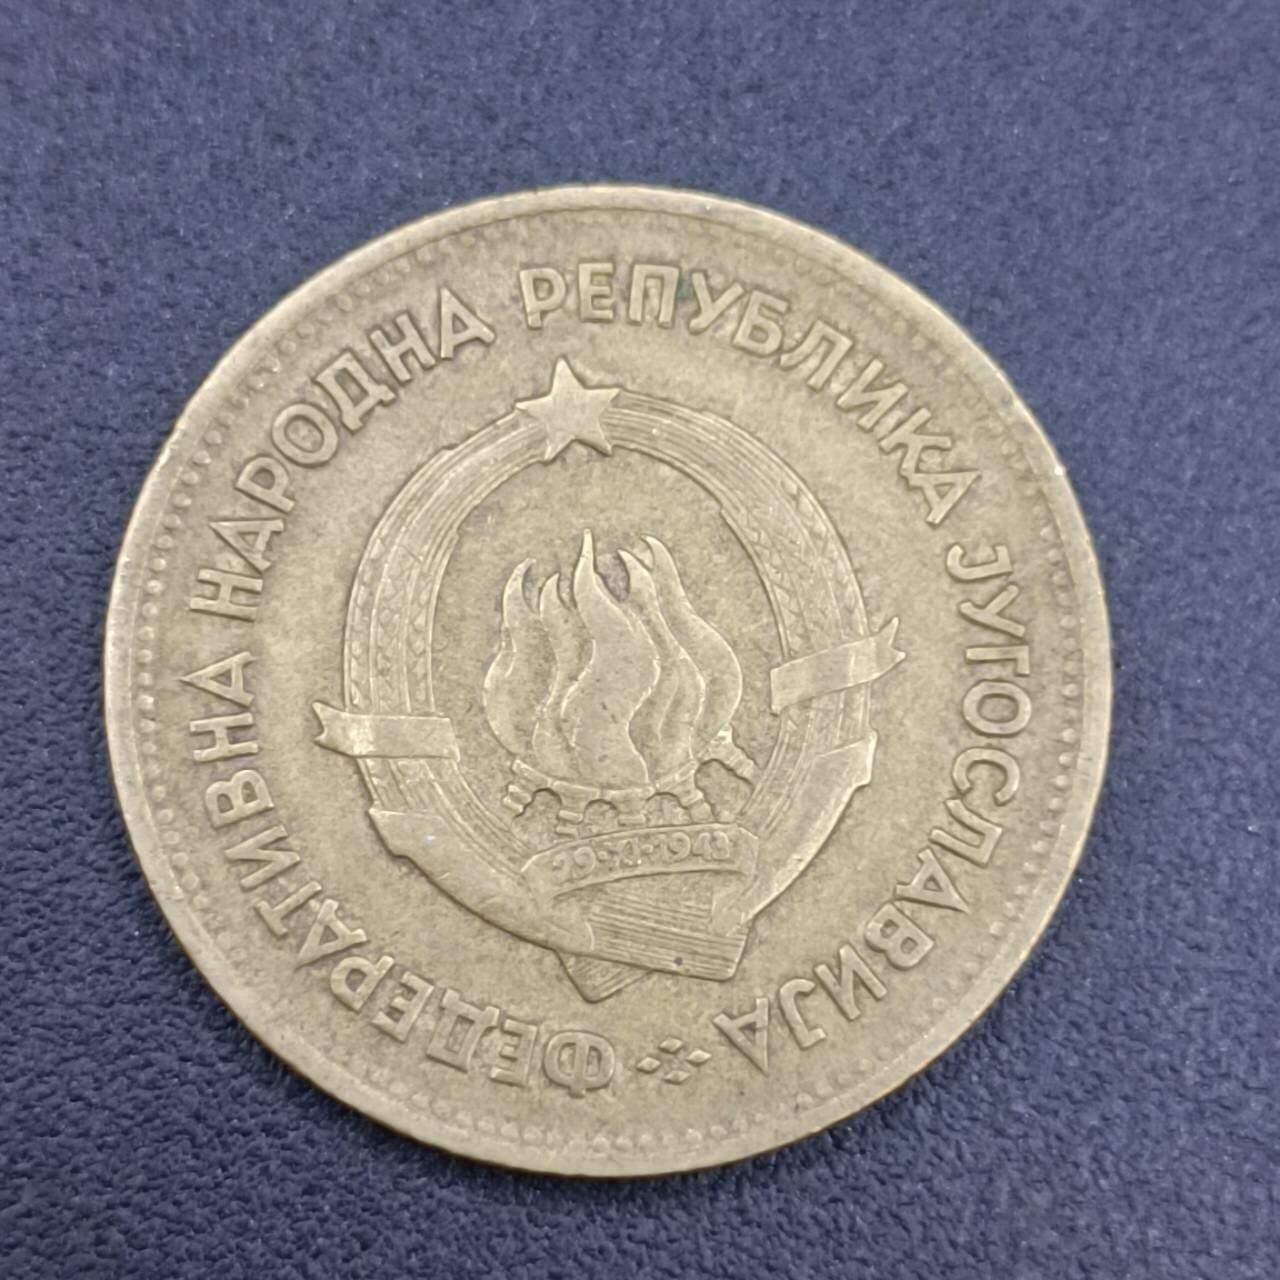 ФЕДЕРАТИВНА НАРОДНА РЕПУБЛИКА ЈУГОСЛАВИЈА
29·XI·1943